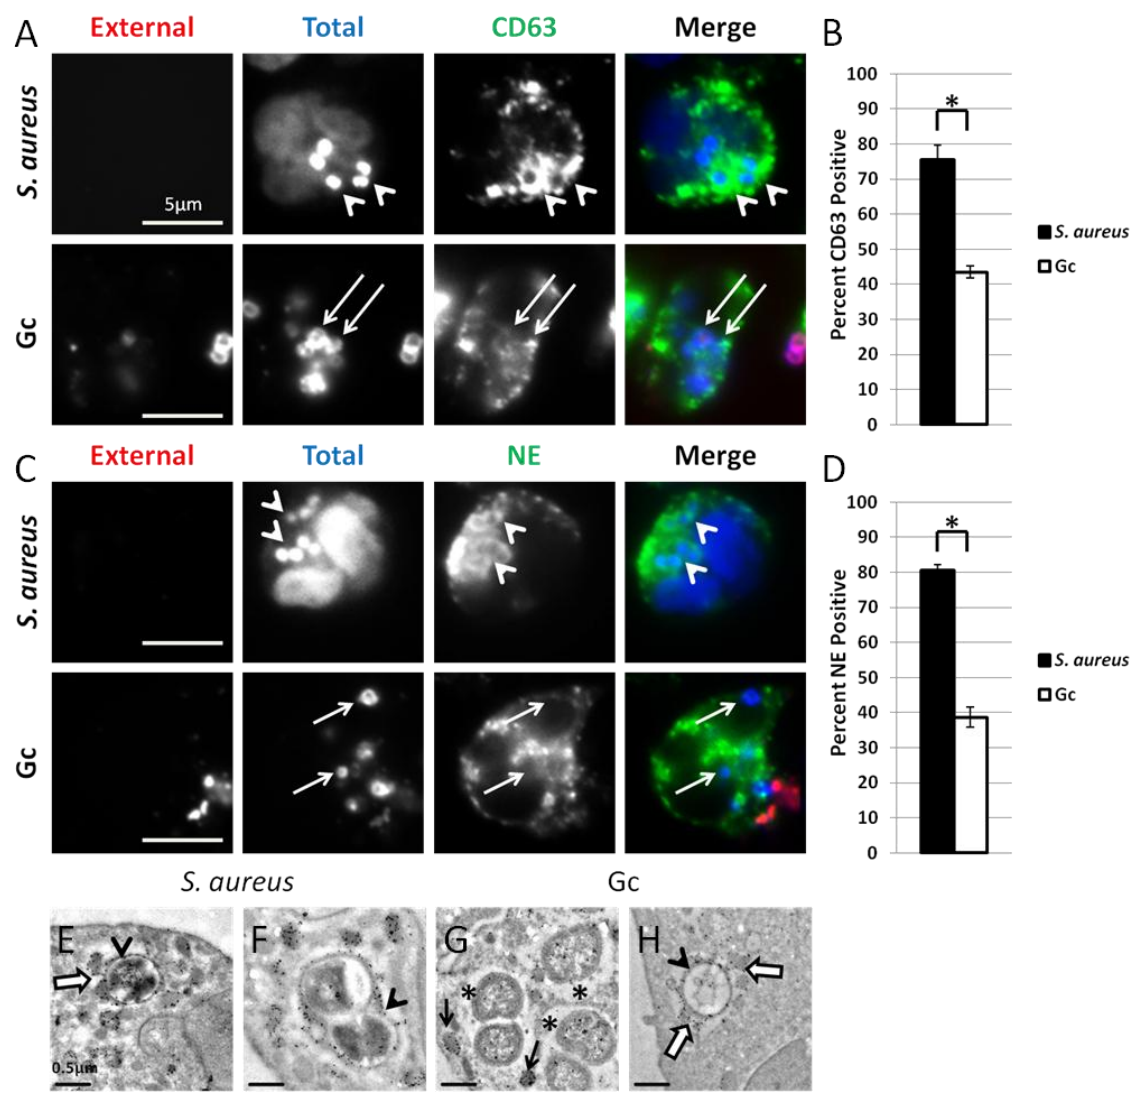 A
External
Total
CD63
Merge
B
S. aureus
5µm
Gc
100
90
80
70
60
50
40
30
20
10
0
Percent CD63 Positive
*
S. aureus
Gc
C
External
Total
NE
Merge
D
S. aureus
Gc
100
90
80
70
60
50
40
30
20
10
0
Percent NE Positive
*
S. aureus
Gc
S. aureus
Gc
E
0.5µm
F
G
*
*
*
H